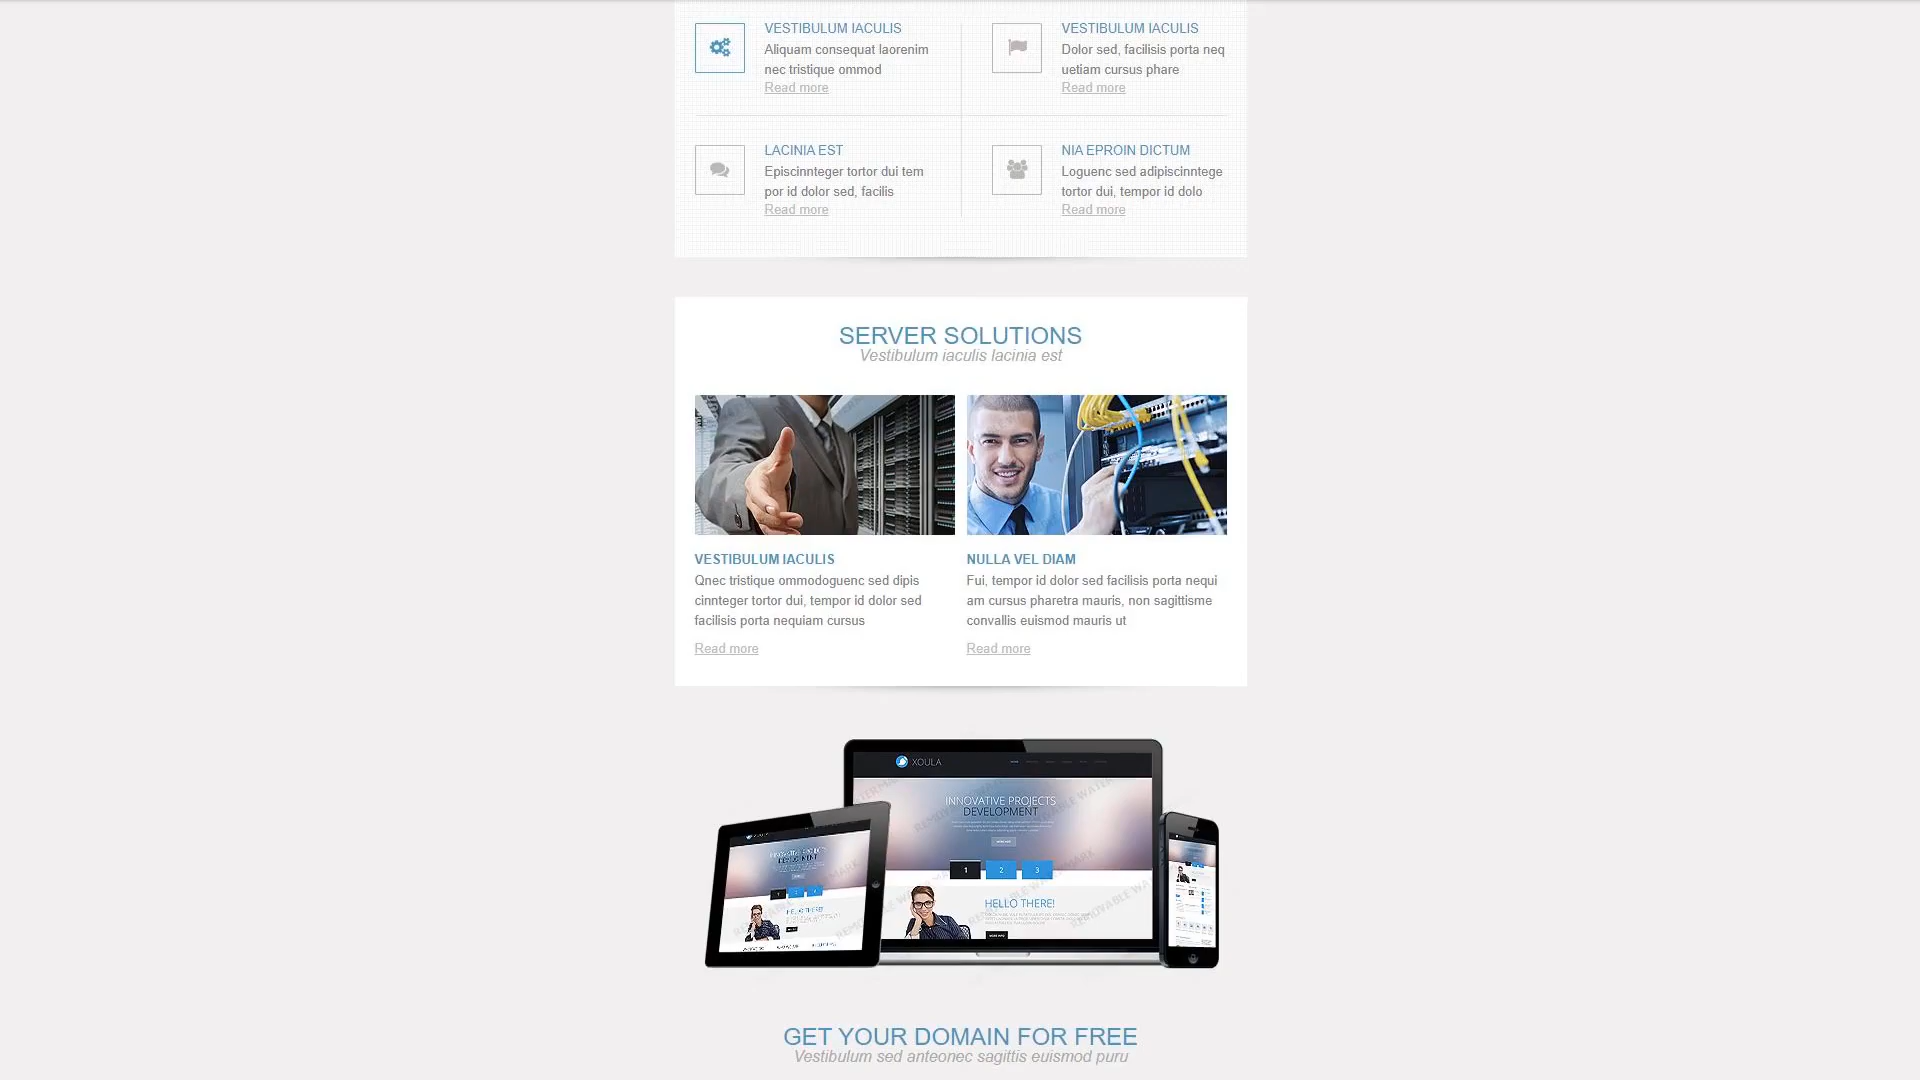 VESTIBULUM IACULIS
Aliquam consequat laorenim
nec tristique ommod
Read more
VESTIBULUM IACULIS
Dolor sed, facilisis porta neq
uetiam cursus phare
Read more
LACINIA EST
Episcinnteger tortor dui tem
por id dolor sed, facilis
Read more
NIA EPROIN DICTUM
Loguenc sed adipiscinntege
tortor dui, tempor id dolo
Read more
SERVER SOLUTIONS
Vestibulum iaculis lacinia est
VESTIBULUM IACULIS
Qnec tristique ommodoguenc sed dipis
cinnteger tortor dui, tempor id dolor sed
facilisis porta nequiam cursus
Read more
NULLA VEL DIAM
Fui, tempor id dolor sed facilisis porta nequi
am cursus pharetra mauris, non sagittisme
convallis euismod mauris ut
Read more
XOULA
INNOVATIVE PROJECTS
DEVELOPMENT
1 2 3
HELLO THERE!
HELLO THERE!
GET YOUR DOMAIN FOR FREE
Vestibulum sed anteonec sagittis euismod puru